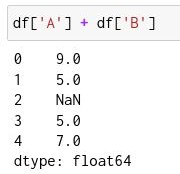 df['A'] + df['B']
0    9.0
1    5.0
2    NaN
3    5.0
4    7.0
dtype: float64